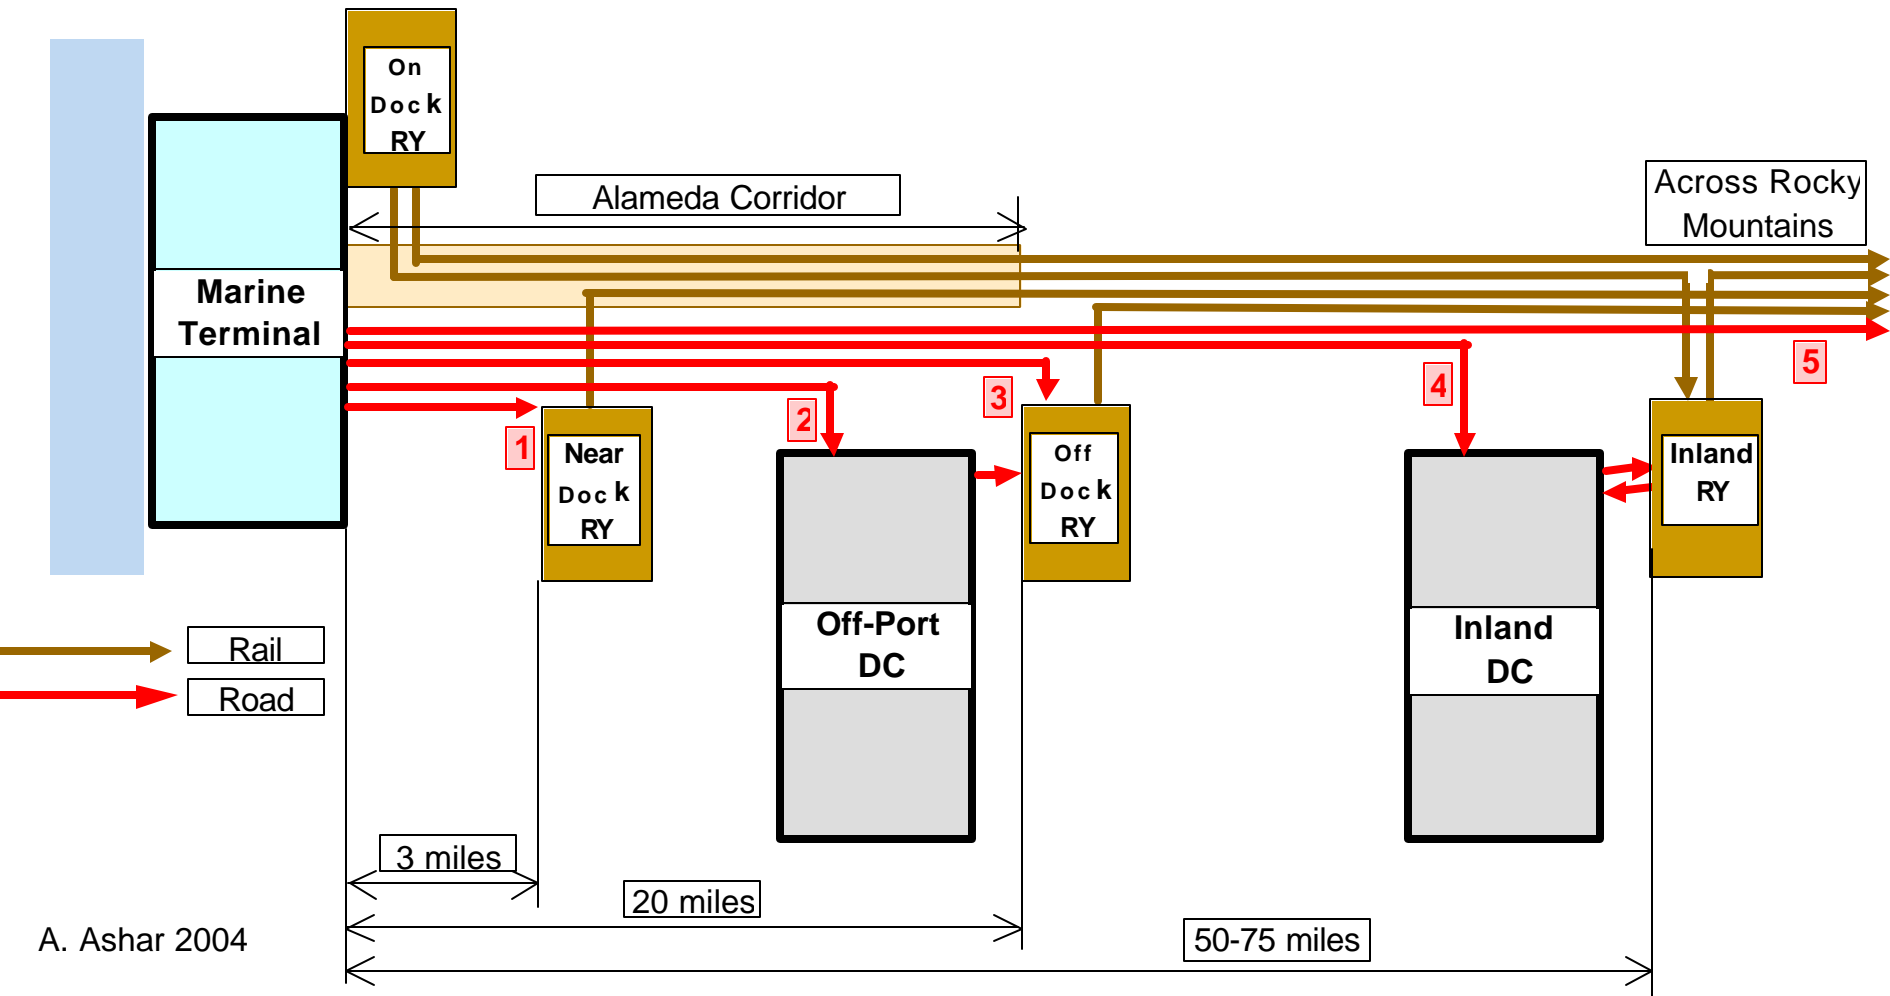 On
Dock
RY
Alameda Corridor
Across Rocky
Mountains
Marine
Terminal
1
2
3
4
5
Near
Dock
RY
Off
Dock
RY
Inland
RY
Off-Port
DC
Inland
DC
Rail
Road
3 miles
20 miles
50-75 miles
A. Ashar 2004